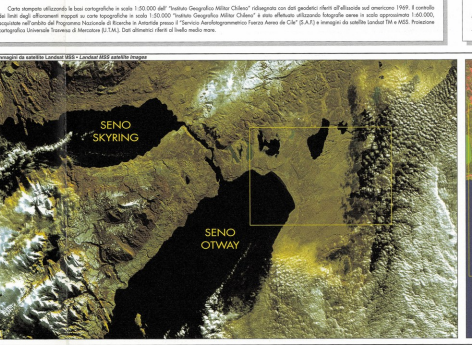 Carta stampata utilizzando le basi cartografiche in scala 1:50.000 dell' "Instituto Geografico Militar Chileno" ridisegnata con dati geodetici riferiti all'ellissoide sud americano 1969. Il controllo
dei limiti degli affioramenti mappati su carte topografiche in scala 1:50.000 "Instituto Geografico Militar Chileno" è stato effettuato utilizzando fotografie aeree in scala approssimata 1:60.000,
acquistate nell'ambito del Programma Nazionale di Ricerche in Antartide presso il "Servicio Aerofotogrammetrico Fuerza Aerea de Cile" (S.A.F.) e immagini da satellite Landsat TM e MSS. Proiezione
cartografica Universale Trasversa di Mercatore (U.T.M.). Dati altimetrici riferiti al livello medio mare.
Immagini da satellite Landsat MSS • Landsat MSS satellite images
SENO
SKYRING
SENO
OTWAY